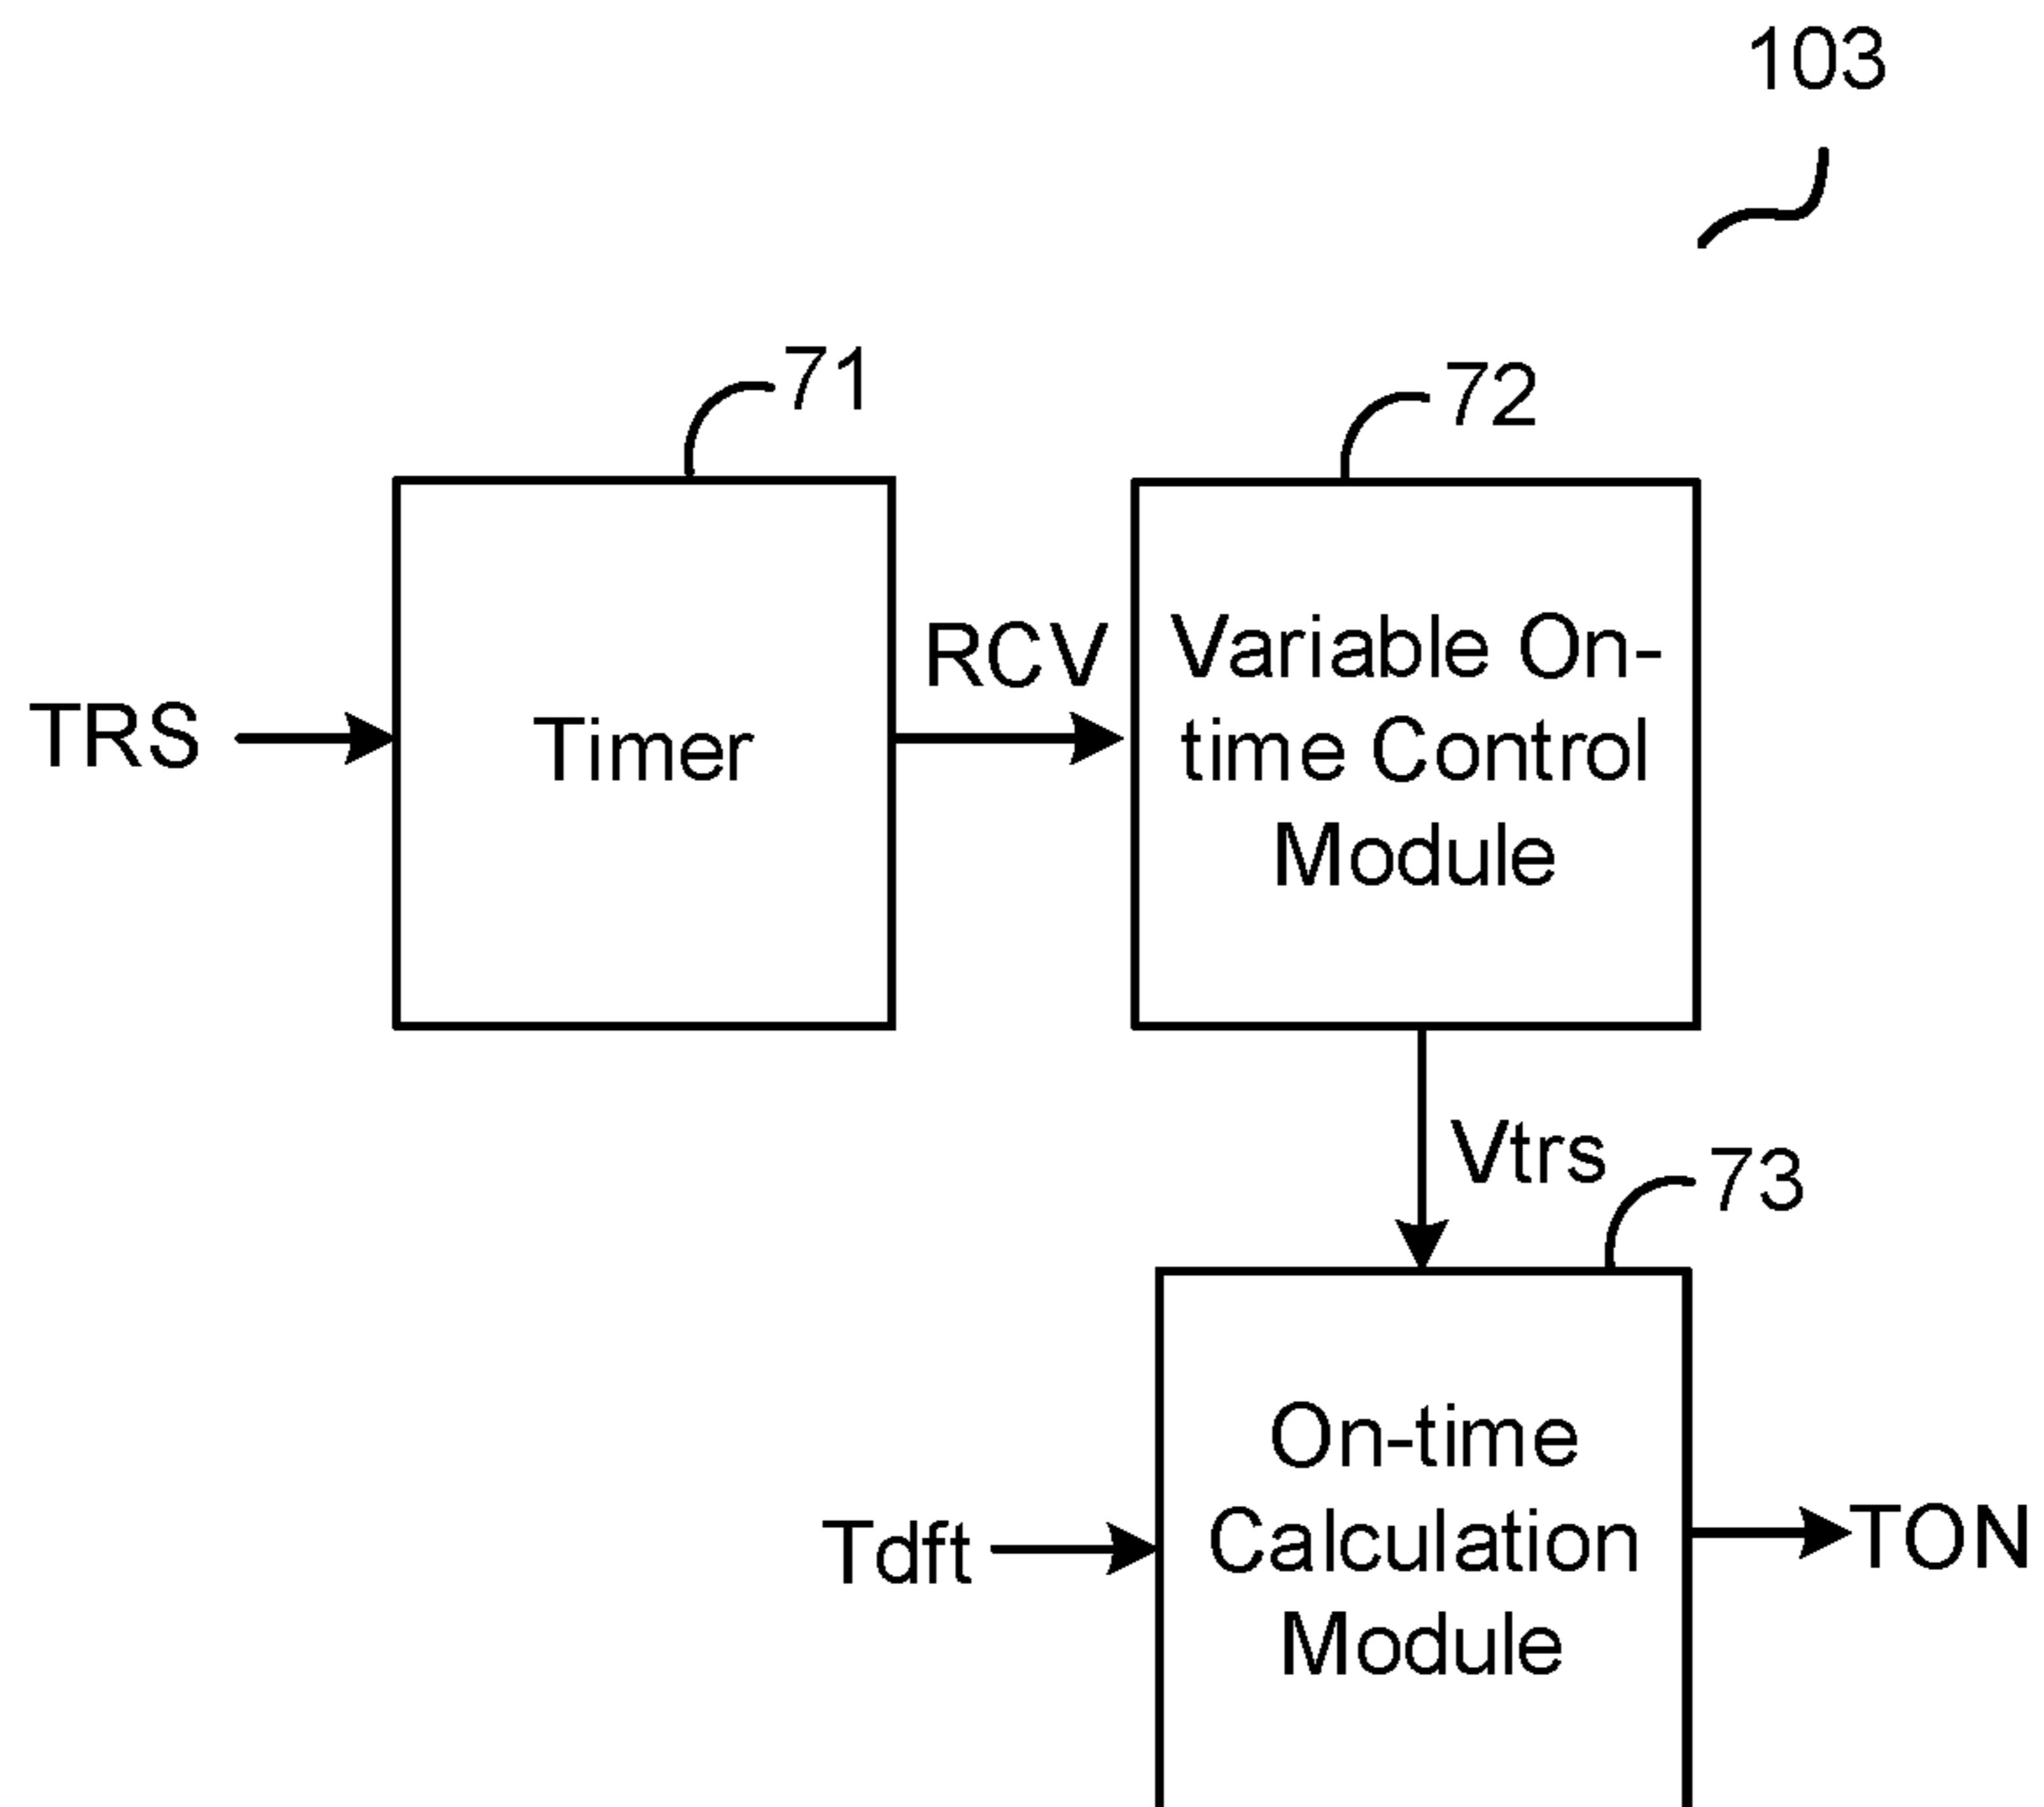 103
71
72
TRS
Timer
RCV
Variable On-
time Control
Module
Vtrs
73
Tdft
On-time
Calculation
Module
TON